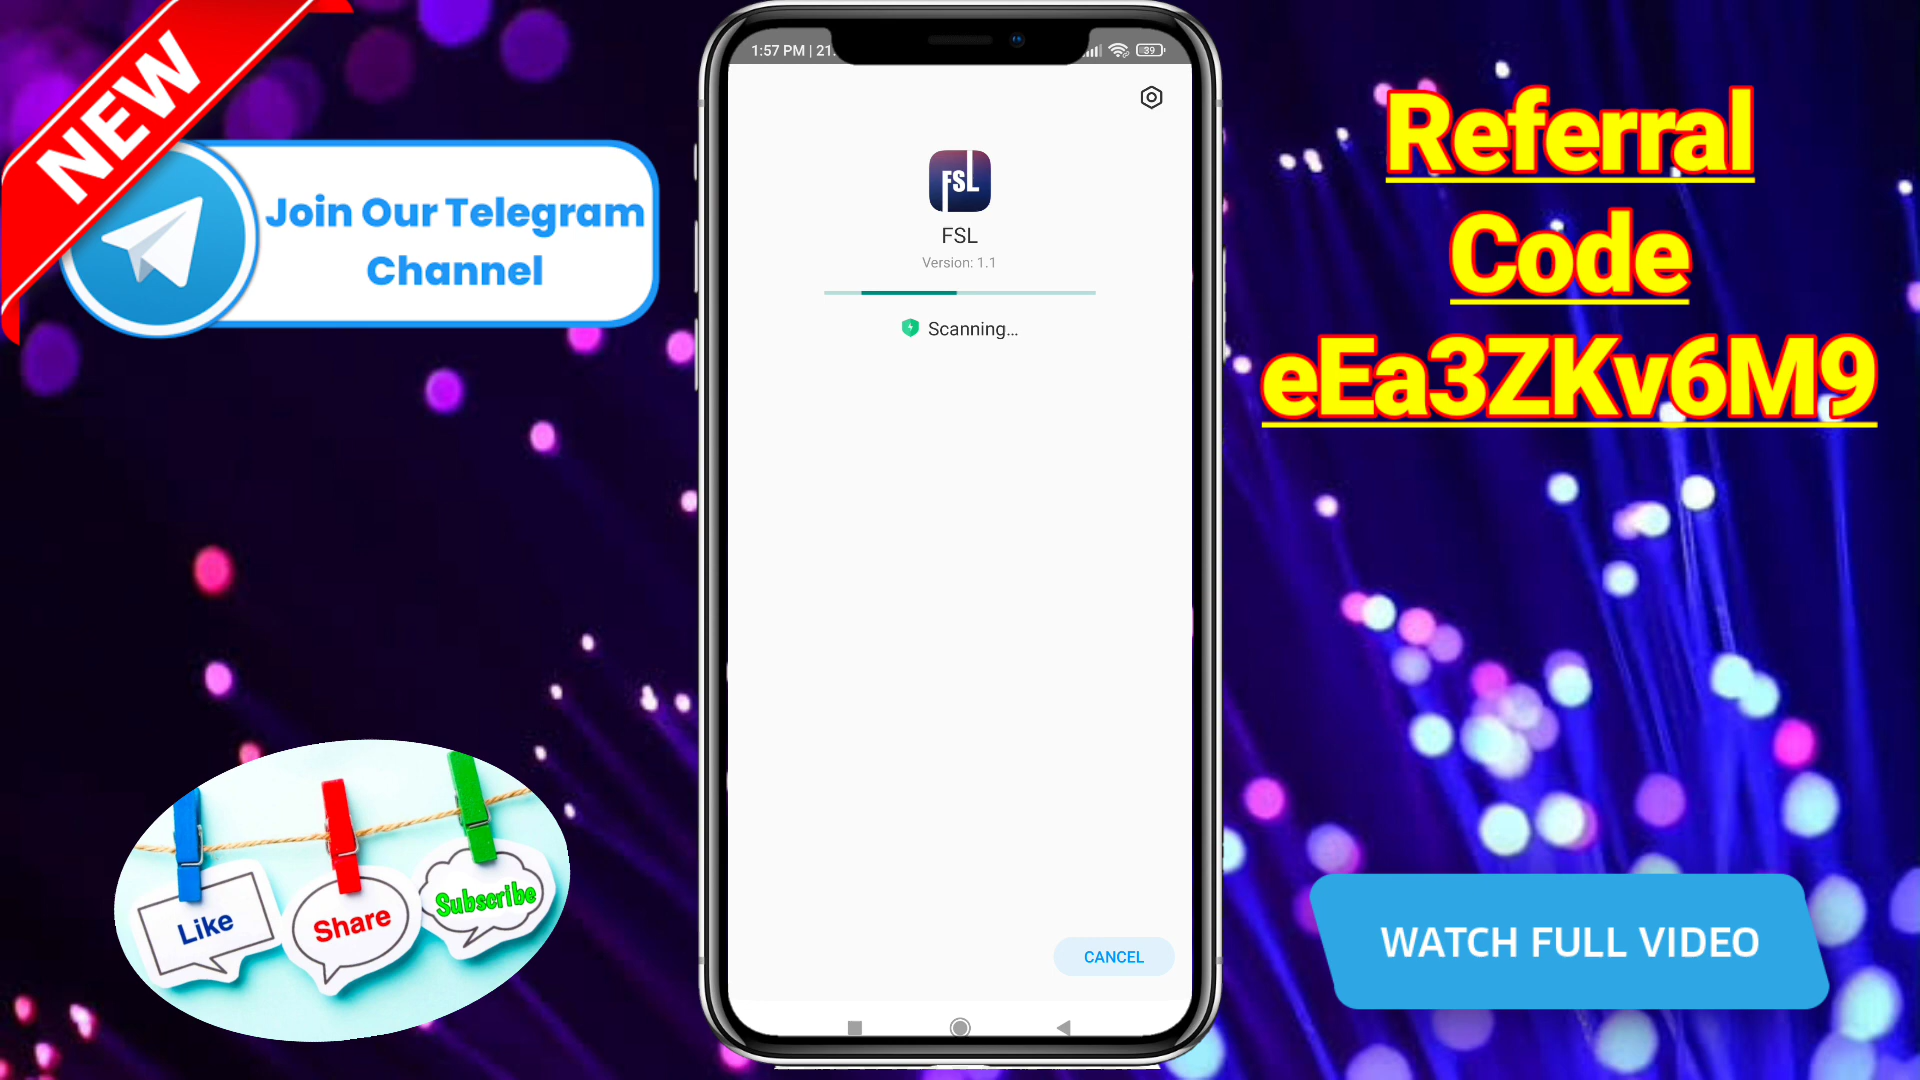 NEW
Join Our Telegram
Channel
1:57 PM | 21.
39
FSL
FSL
Version: 1.1
Scanning...
CANCEL
Referral
Code
eEa3ZKv6M9
Like
Share
Subscribe
WATCH FULL VIDEO